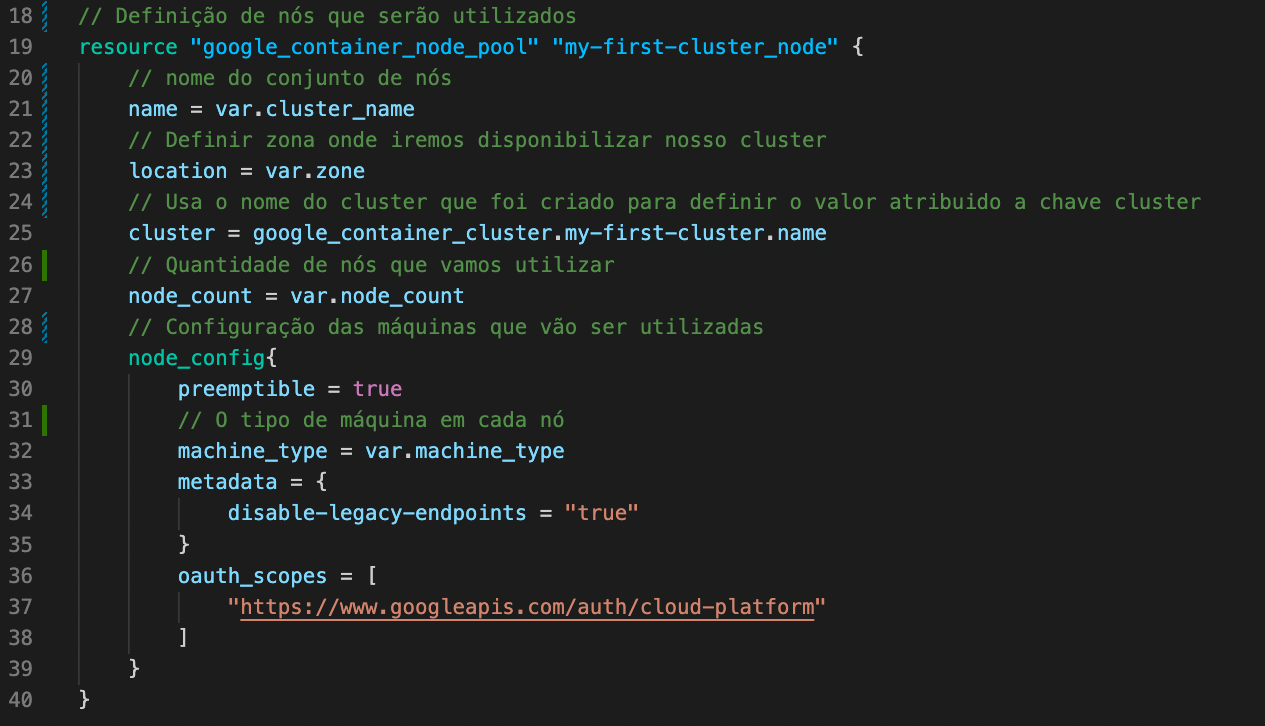 18 // Definição de nós que serão utilizados
19 resource "google_container_node_pool" "my-first-cluster_node" {
20 // nome do conjunto de nós
21 name = var.cluster_name
22 // Definir zona onde iremos disponibilizar nosso cluster
23 location = var.zone
24 // Usa o nome do cluster que foi criado para definir o valor atribuido a chave cluster
25 cluster = google_container_cluster.my-first-cluster.name
26 // Quantidade de nós que vamos utilizar
27 node_count = var.node_count
28 // Configuração das máquinas que vão ser utilizadas
29 node_config{
30 preemptible = true
31 // O tipo de máquina em cada nó
32 machine_type = var.machine_type
33 metadata = {
34 disable-legacy-endpoints = "true"
35 }
36 oauth_scopes = [
37 "https://www.googleapis.com/auth/cloud-platform"
38 ]
39 }
40 }